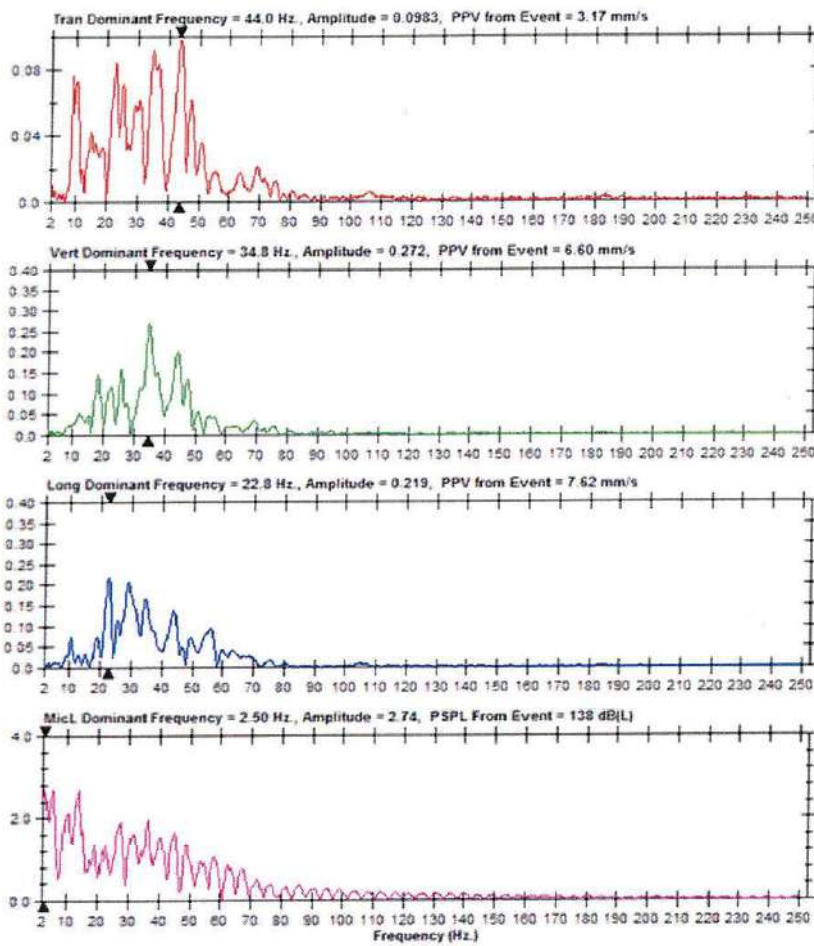 Tran Dominant Frequency = 44.0 Hz., Amplitude = 0.0983, PPV from Event = 3.17 mm/s
0.08
0.04
0.0
2 10 20 30 40 50 60 70 80 90 100 110 120 130 140 150 160 170 180 190 200 210 220 230 240 250
Vert Dominant Frequency = 34.8 Hz., Amplitude = 0.272, PPV from Event = 6.60 mm/s
0.40
0.35
0.30
0.25
0.20
0.15
0.10
0.05
0.0
2 10 20 30 40 50 60 70 80 90 100 110 120 130 140 150 160 170 180 190 200 210 220 230 240 250
Long Dominant Frequency = 22.8 Hz., Amplitude = 0.219, PPV from Event = 7.62 mm/s
0.40
0.35
0.30
0.25
0.20
0.15
0.10
0.05
0.0
2 10 20 30 40 50 60 70 80 90 100 110 120 130 140 150 160 170 180 190 200 210 220 230 240 250
MicL Dominant Frequency = 2.50 Hz., Amplitude = 2.74, PSPL From Event = 138 dB(L)
4.0
2.0
0.0
2 10 20 30 40 50 60 70 80 90 100 110 120 130 140 150 160 170 180 190 200 210 220 230 240 250
Frequency (Hz.)